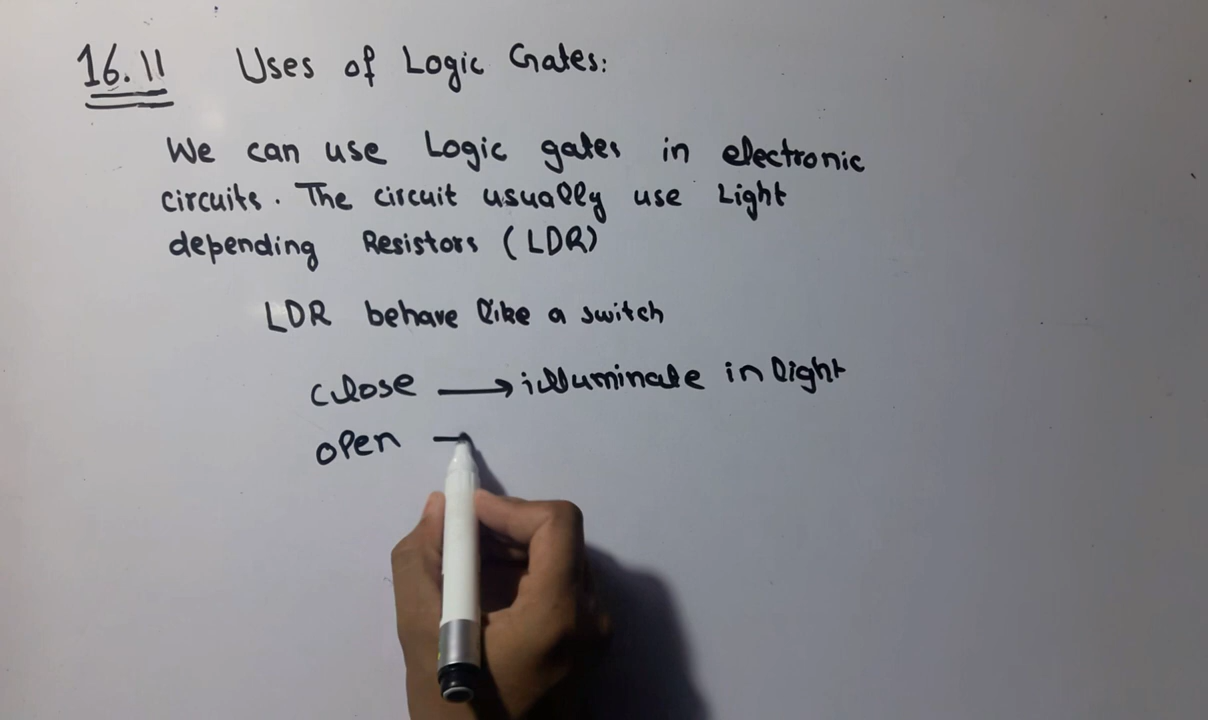 16.11 Uses of Logic Gates:
We can use Logic gates in electronic
circuits. The circuit usually use Light
depending Resistors (LDR)
LDR behave like a switch
close → illuminate in light
open —